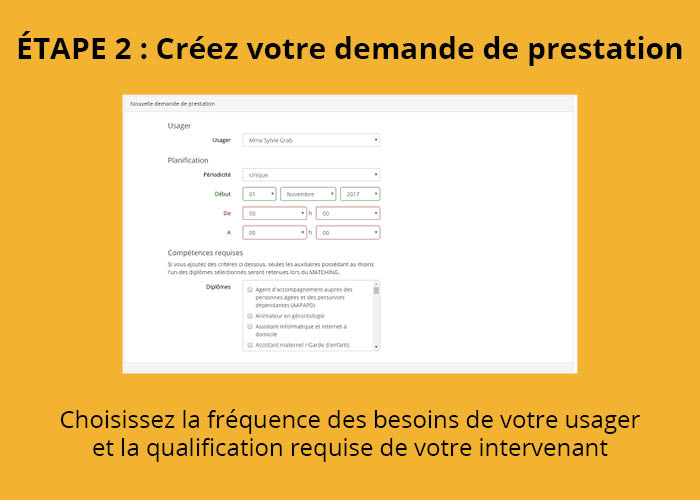 ÉTAPE 2 : Créez votre demande de prestation
Nouvelle demande de prestation
Usager
Usager Mme Sylvie Grab
Planification
Périodicité Unique
Début 01 Novembre 2017
De 00 h 00
A 00 h 00
Compétences requises
Si vous ajoutez des critères ci dessous, seules les auxiliaires possédant au moins
l'un des diplômes sélectionnés seront retenues lors du MATCHING.
Diplômes
Agent d'accompagnement auprès des
personnes âgées et des personnes
dépendantes (AAPAPD)
Animateur en gérontologie
Assistant informatique et internet à
domicile
Assistant maternel / Garde d'enfants
Choisissez la fréquence des besoins de votre usager
et la qualification requise de votre intervenant